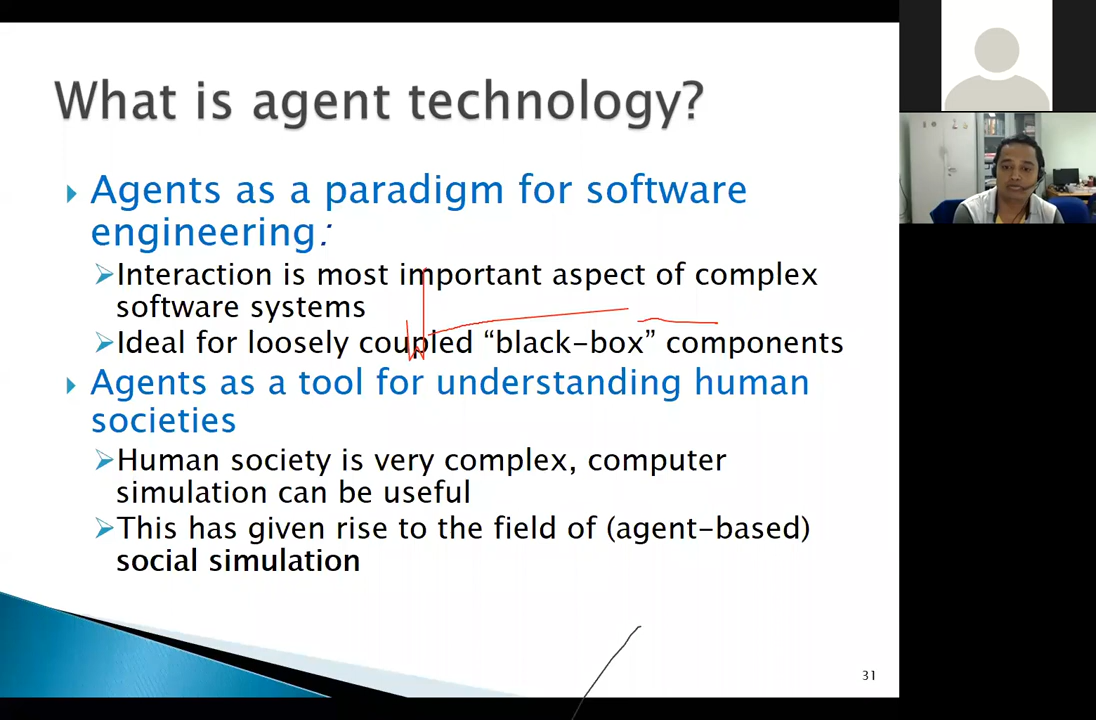 What is agent technology?
Agents as a paradigm for software
engineering:
Interaction is most important aspect of complex
software systems
Ideal for loosely coupled “black-box” components
Agents as a tool for understanding human
societies
Human society is very complex, computer
simulation can be useful
This has given rise to the field of (agent-based)
social simulation
31